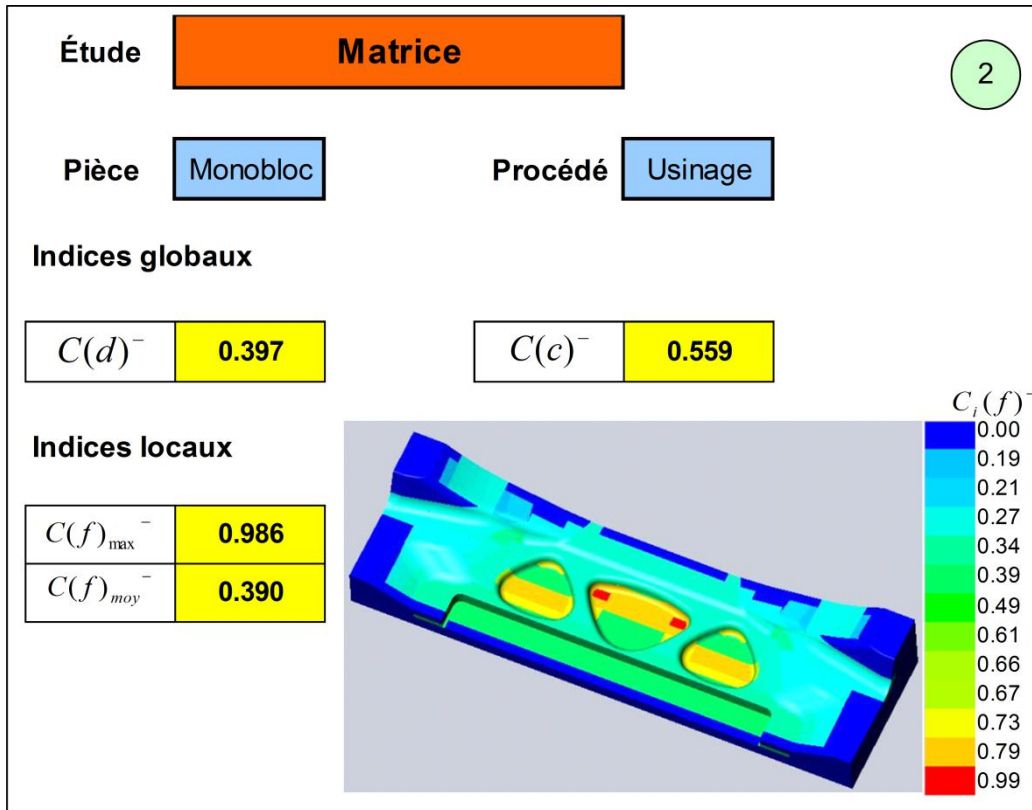 Étude Matrice
2
Pièce Monobloc Procédé Usinage
Indices globaux
C(d)⁻ 0.397 C(c)⁻ 0.559
Indices locaux
C(f)max⁻ 0.986
C(f)moy⁻ 0.390
Ci(f)⁻
0.00
0.19
0.21
0.27
0.34
0.39
0.49
0.61
0.66
0.67
0.73
0.79
0.99